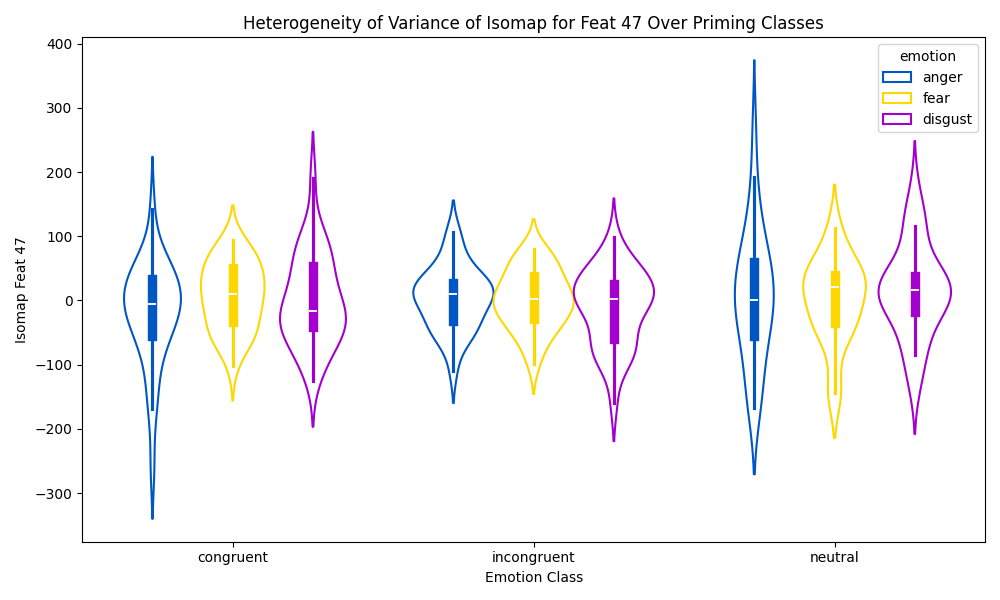 Heterogeneity of Variance of Isomap for Feat 47 Over Priming Classes
Isomap Feat 47
400
300
200
100
0
−100
−200
−300
emotion
anger
fear
disgust
congruent
incongruent
neutral
Emotion Class